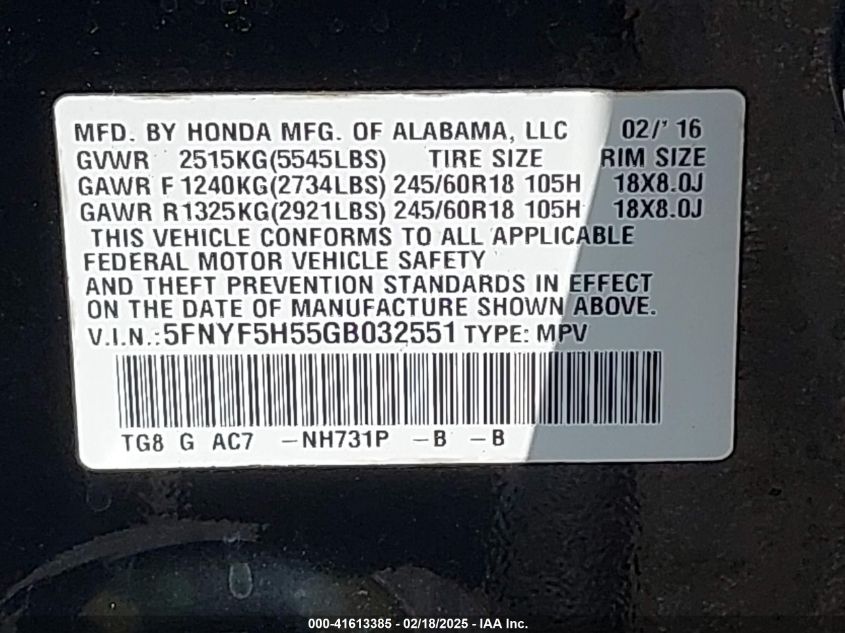 MFD. BY HONDA MFG. OF ALABAMA, LLC 02/' 16
GVWR 2515KG(5545LBS) TIRE SIZE RIM SIZE
GAWR F 1240KG(2734LBS) 245/60R18 105H 18X8.0J
GAWR R 1325KG(2921LBS) 245/60R18 105H 18X8.0J
THIS VEHICLE CONFORMS TO ALL APPLICABLE
FEDERAL MOTOR VEHICLE SAFETY
AND THEFT PREVENTION STANDARDS IN EFFECT
ON THE DATE OF MANUFACTURE SHOWN ABOVE.
V.I.N.:5FNYF5H55GB032551 TYPE: MPV
TG8 G AC7 -NH731P -B -B
000-41613385 - 02/18/2025 - IAA Inc.